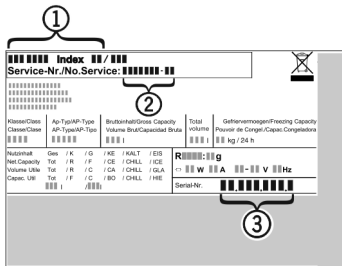 1
Index /
Service-Nr./No.Service: -
2
Klasse/Class Ap-Typ/AP-Type Bruttoinhalt/Gross Capacity Total Gefriervermoegen/Freezing Capacity
Classe/Clase AP-Type/AP-Tipo Volume Brut/Capacidad Bruta volume Pouvoir de Congel./Capac.Congeladora
l l kg / 24 h
Nutzinhalt Ges / K / G / KE / KALT / EIS
Net.Capacity Tot / R / F / CE / CHILL / ICE
Volume Utile Tot / R / C / CA / CHILL / GLA
Capac. Util Tot / F / C / BO / CHILL / HIE
l / l
R : g
W A - V Hz
Serial-Nr. . . .
3